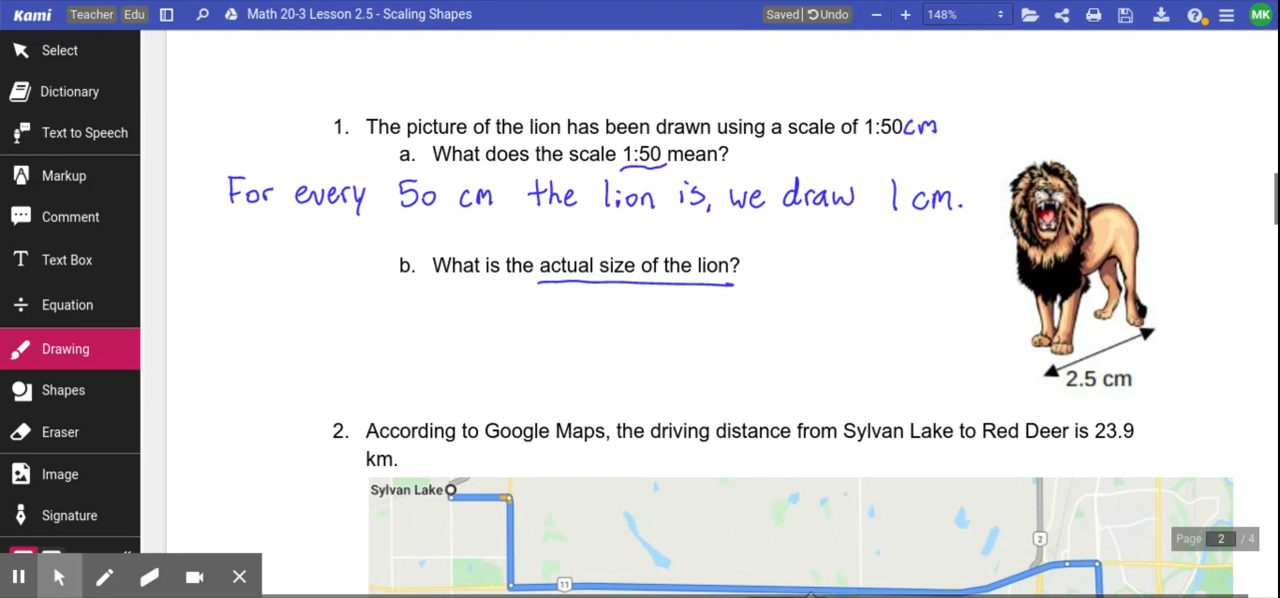 Kami Teacher Edu Math 20-3 Lesson 2.5 - Scaling Shapes Saved Undo 148% MK
Select
Dictionary
Text to Speech
Markup
Comment
Text Box
Equation
Drawing
Shapes
Eraser
Image
Signature
1. The picture of the lion has been drawn using a scale of 1:50 cm
a. What does the scale 1:50 mean?
For every 50 cm the lion is, we draw 1 cm.
b. What is the actual size of the lion?
2.5 cm
2. According to Google Maps, the driving distance from Sylvan Lake to Red Deer is 23.9
km.
Sylvan Lake
2
11
Page 2 / 4